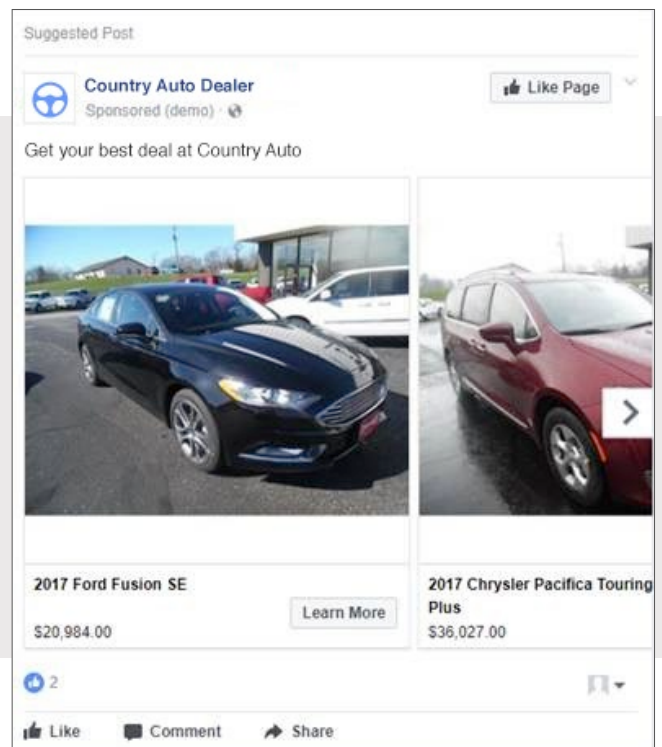 Suggested Post
Country Auto Dealer
Like Page
Sponsored (demo) ·
Get your best deal at Country Auto
2017 Ford Fusion SE
Learn More
$20,984.00
2017 Chrysler Pacifica Touring
Plus
$36,027.00
2
Like Comment Share